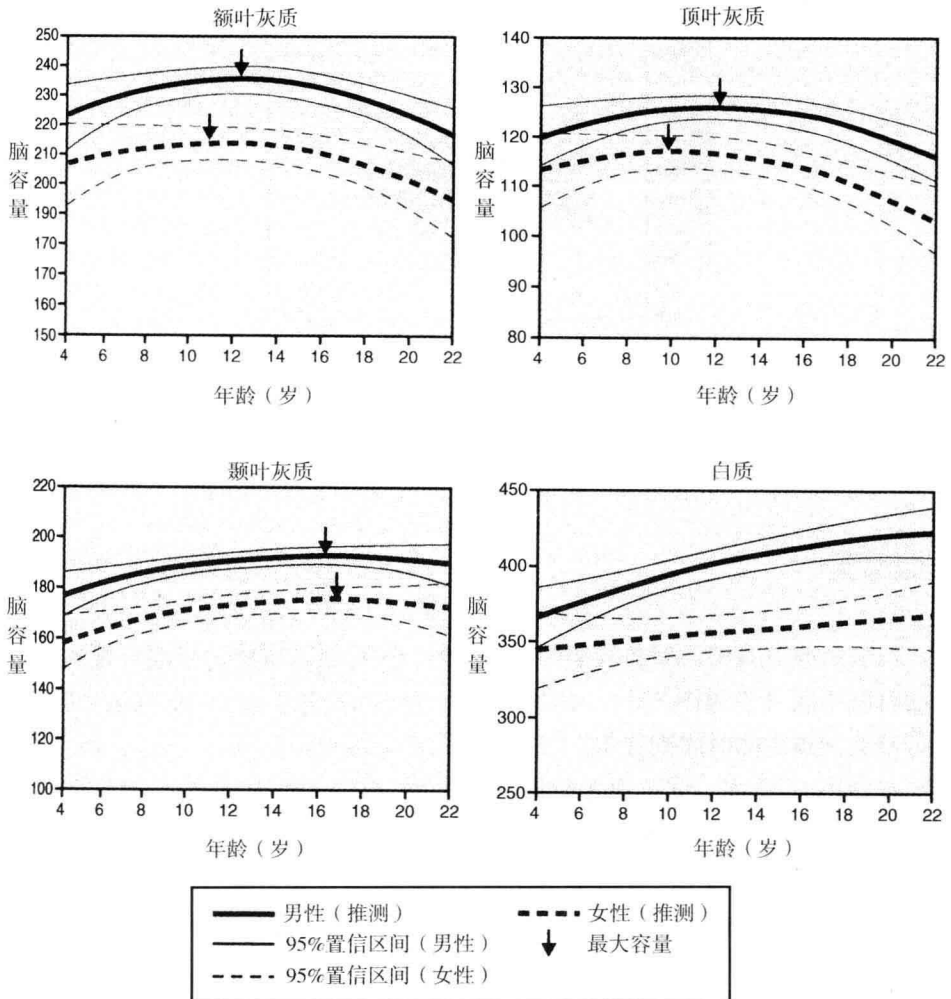 额叶灰质
250
240
230
220
210
200
190
180
170
160
150
脑容量
4 6 8 10 12 14 16 18 20 22
年龄（岁）
顶叶灰质
140
130
120
110
100
90
80
脑容量
4 6 8 10 12 14 16 18 20 22
年龄（岁）
颞叶灰质
220
200
180
160
140
120
100
脑容量
4 6 8 10 12 14 16 18 20 22
年龄（岁）
白质
450
400
350
300
250
脑容量
4 6 8 10 12 14 16 18 20 22
年龄（岁）
男性（推测）
女性（推测）
95%置信区间（男性）
最大容量
95%置信区间（女性）